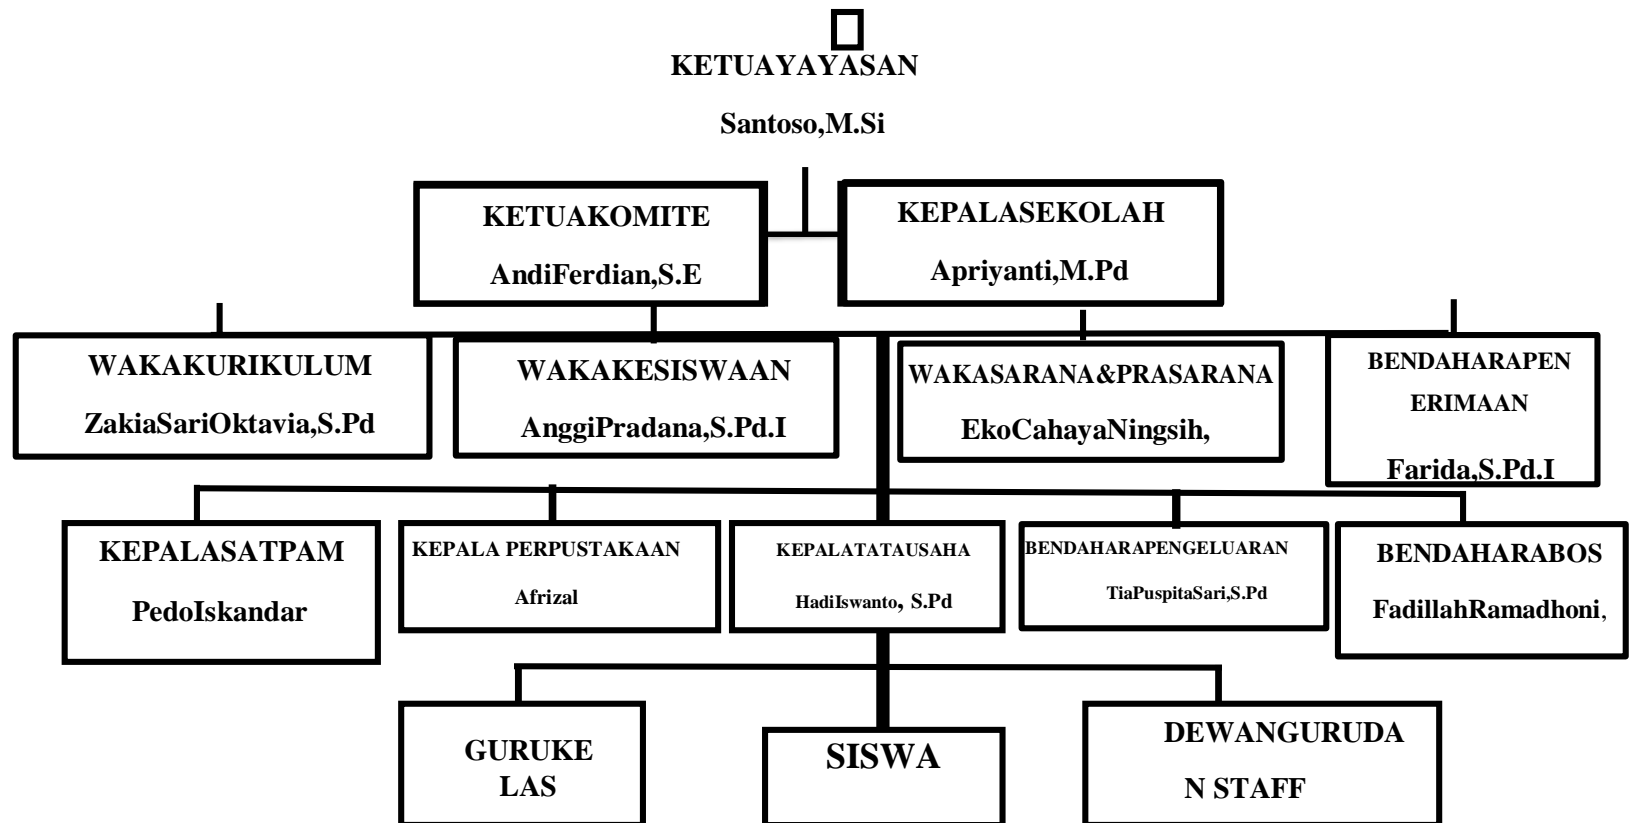 KETUAYAYASAN
Santoso,M.Si
KETUAKOMITE
AndiFerdian,S.E
KEPALASEKOLAH
Apriyanti,M.Pd
WAKAKURIKULUM
ZakiaSariOktavia,S.Pd
WAKAKESISWAAN
AnggiPradana,S.Pd.I
WAKASARANA&PRASARANA
EkoCahayaNingsih,
BENDAHARAPEN
ERIMAAN
Farida,S.Pd.I
KEPALASATPAM
PedoIskandar
KEPALA PERPUSTAKAAN
Afrizal
KEPALATATAUSAHA
HadiIswanto, S.Pd
BENDAHARAPENGELUARAN
TiaPuspitaSari,S.Pd
BENDAHARABOS
FadillahRamadhoni,
GURUKE
LAS
SISWA
DEWANGURUDA
N STAFF